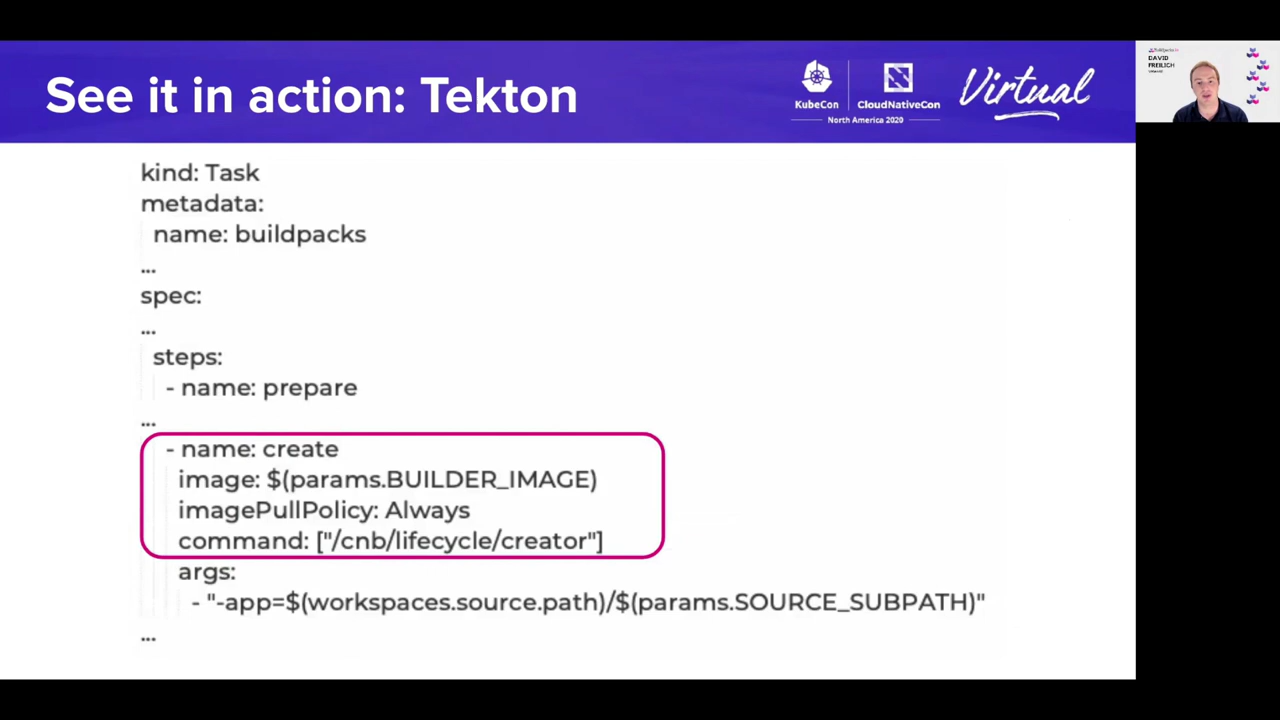 See it in action: Tekton
KubeCon
CloudNativeCon
North America 2020
Virtual
DAVID
FREILICH
kind: Task
metadata:
name: buildpacks
...
spec:
...
steps:
- name: prepare
...
- name: create
image: $(params.BUILDER_IMAGE)
imagePullPolicy: Always
command: ["/cnb/lifecycle/creator"]
args:
- "-app=$(workspaces.source.path)/$(params.SOURCE_SUBPATH)"
...